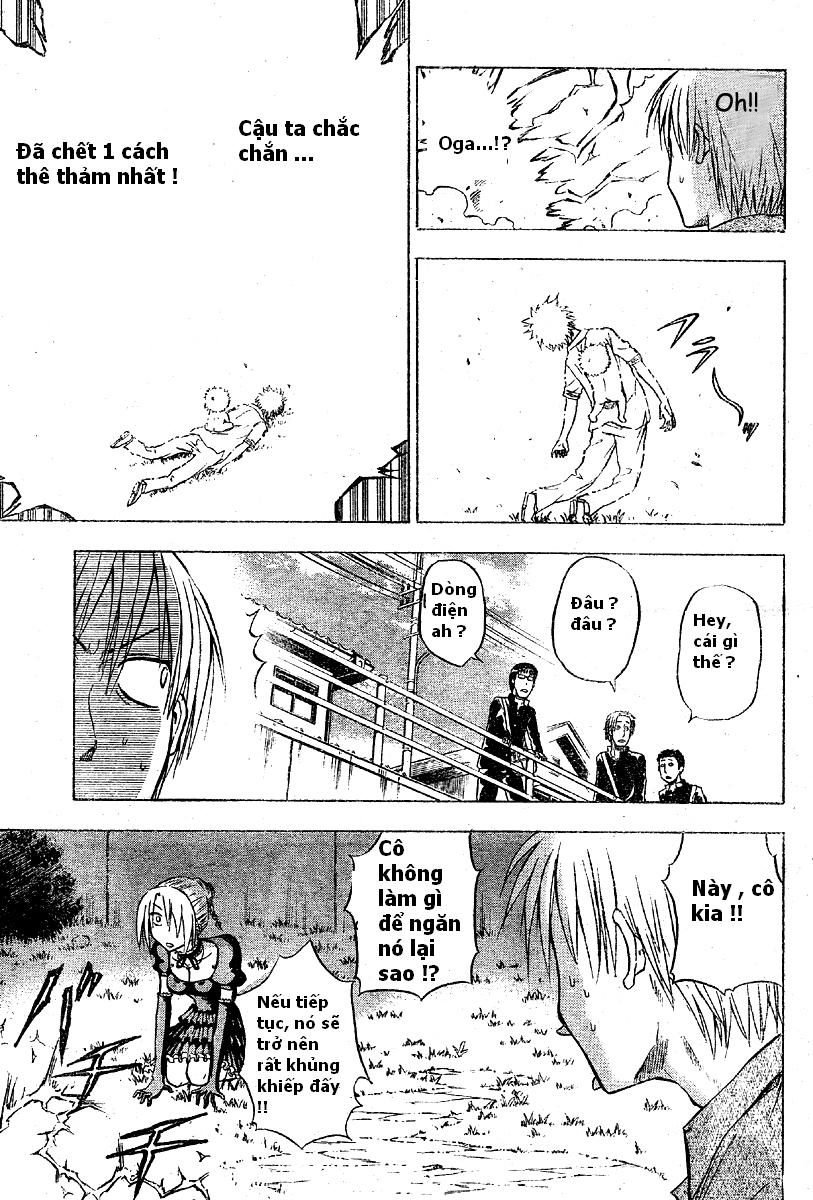 Oh!!
Oga...!?
Cậu ta chắc
chắn ...
Đã chết 1 cách
thê thảm nhất !
Hey,
cái gì
thế ?
Đâu ?
đâu ?
Dòng
điện
ah ?
Này , cô
kia !!
Cô
không
làm gì
để ngăn
nó lại
sao !?
Nếu tiếp
tục, nó sẽ
trở nên
rất khủng
khiếp đấy
!!